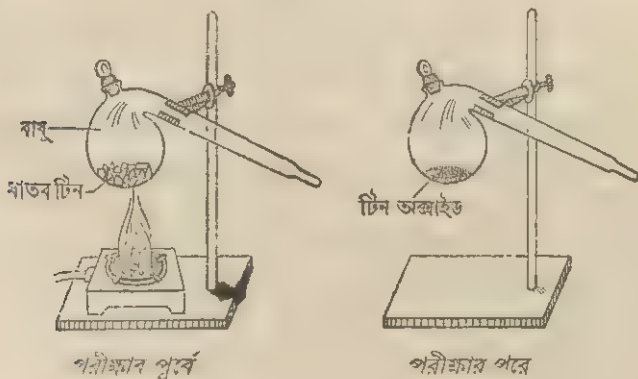 বায়ু
ধাতব টিন
টিন অক্সাইড
পরীক্ষার পূর্বে
পরীক্ষার পরে